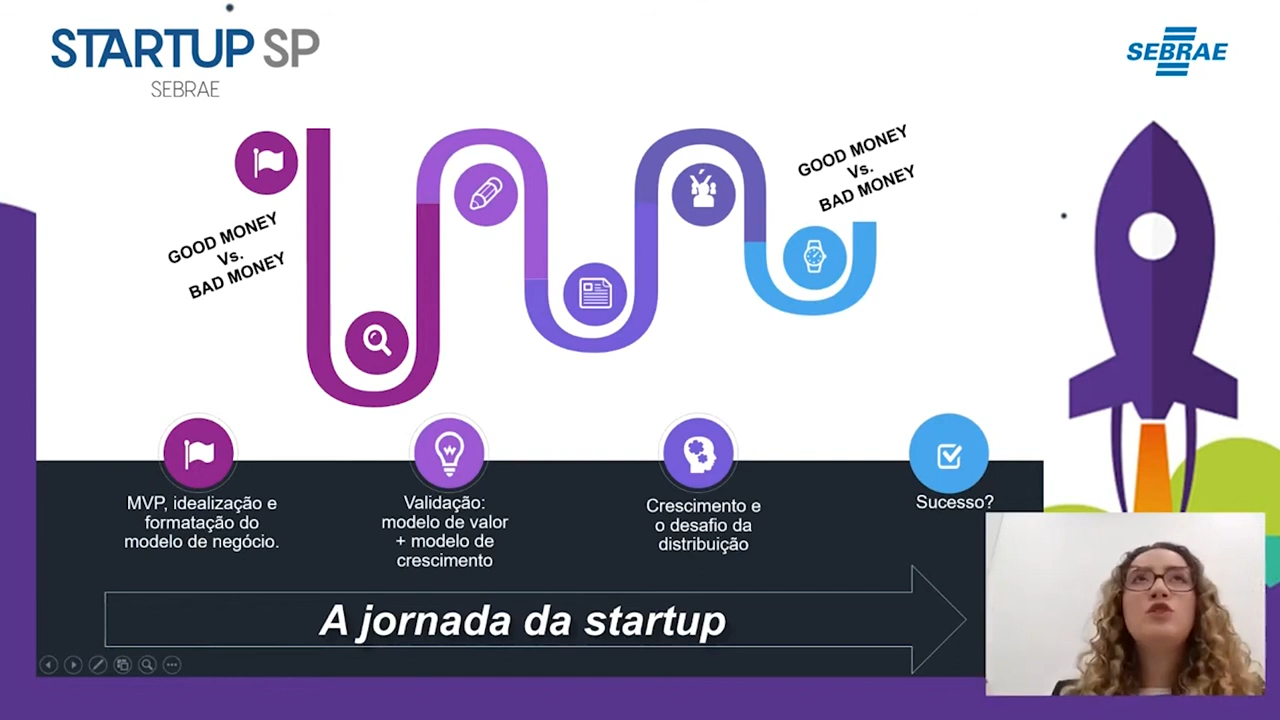 STARTUP SP
SEBRAE
SEBRAE
GOOD MONEY
Vs.
BAD MONEY
GOOD MONEY
Vs.
BAD MONEY
MVP, idealização e
formatação do
modelo de negócio.
Validação:
modelo de valor
+ modelo de
crescimento
Crescimento e
o desafio da
distribuição
Sucesso?
A jornada da startup